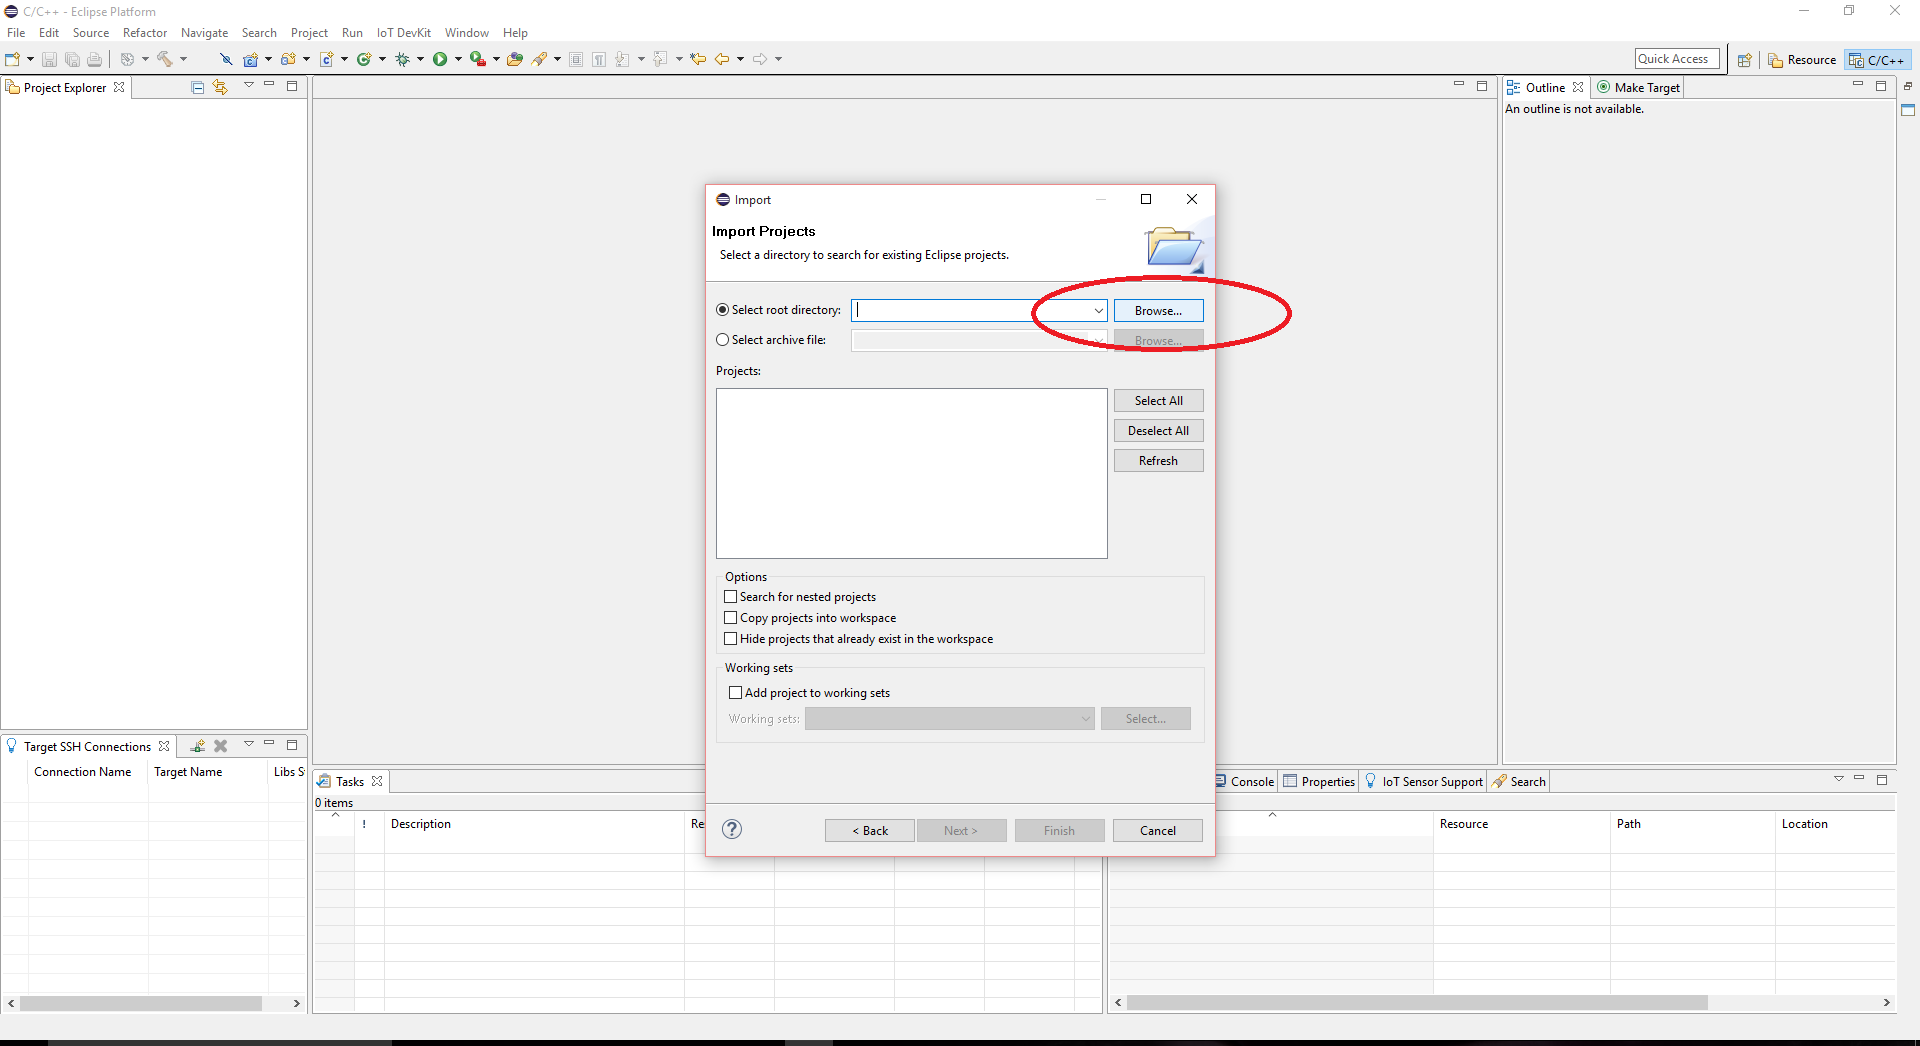 C/C++ - Eclipse Platform
File Edit Source Refactor Navigate Search Project Run IoT DevKit Window Help
Quick Access
Resource
C/C++
Project Explorer
Outline
Make Target
An outline is not available.
Import
Import Projects
Select a directory to search for existing Eclipse projects.
Select root directory:
Browse...
Select archive file:
Browse...
Projects:
Select All
Deselect All
Refresh
Options
Search for nested projects
Copy projects into workspace
Hide projects that already exist in the workspace
Working sets
Add project to working sets
Working sets:
Select...
< Back
Next >
Finish
Cancel
Target SSH Connections
Connection Name Target Name Libs S
Tasks
0 items
! Description Re
Console
Properties
IoT Sensor Support
Search
Resource Path Location